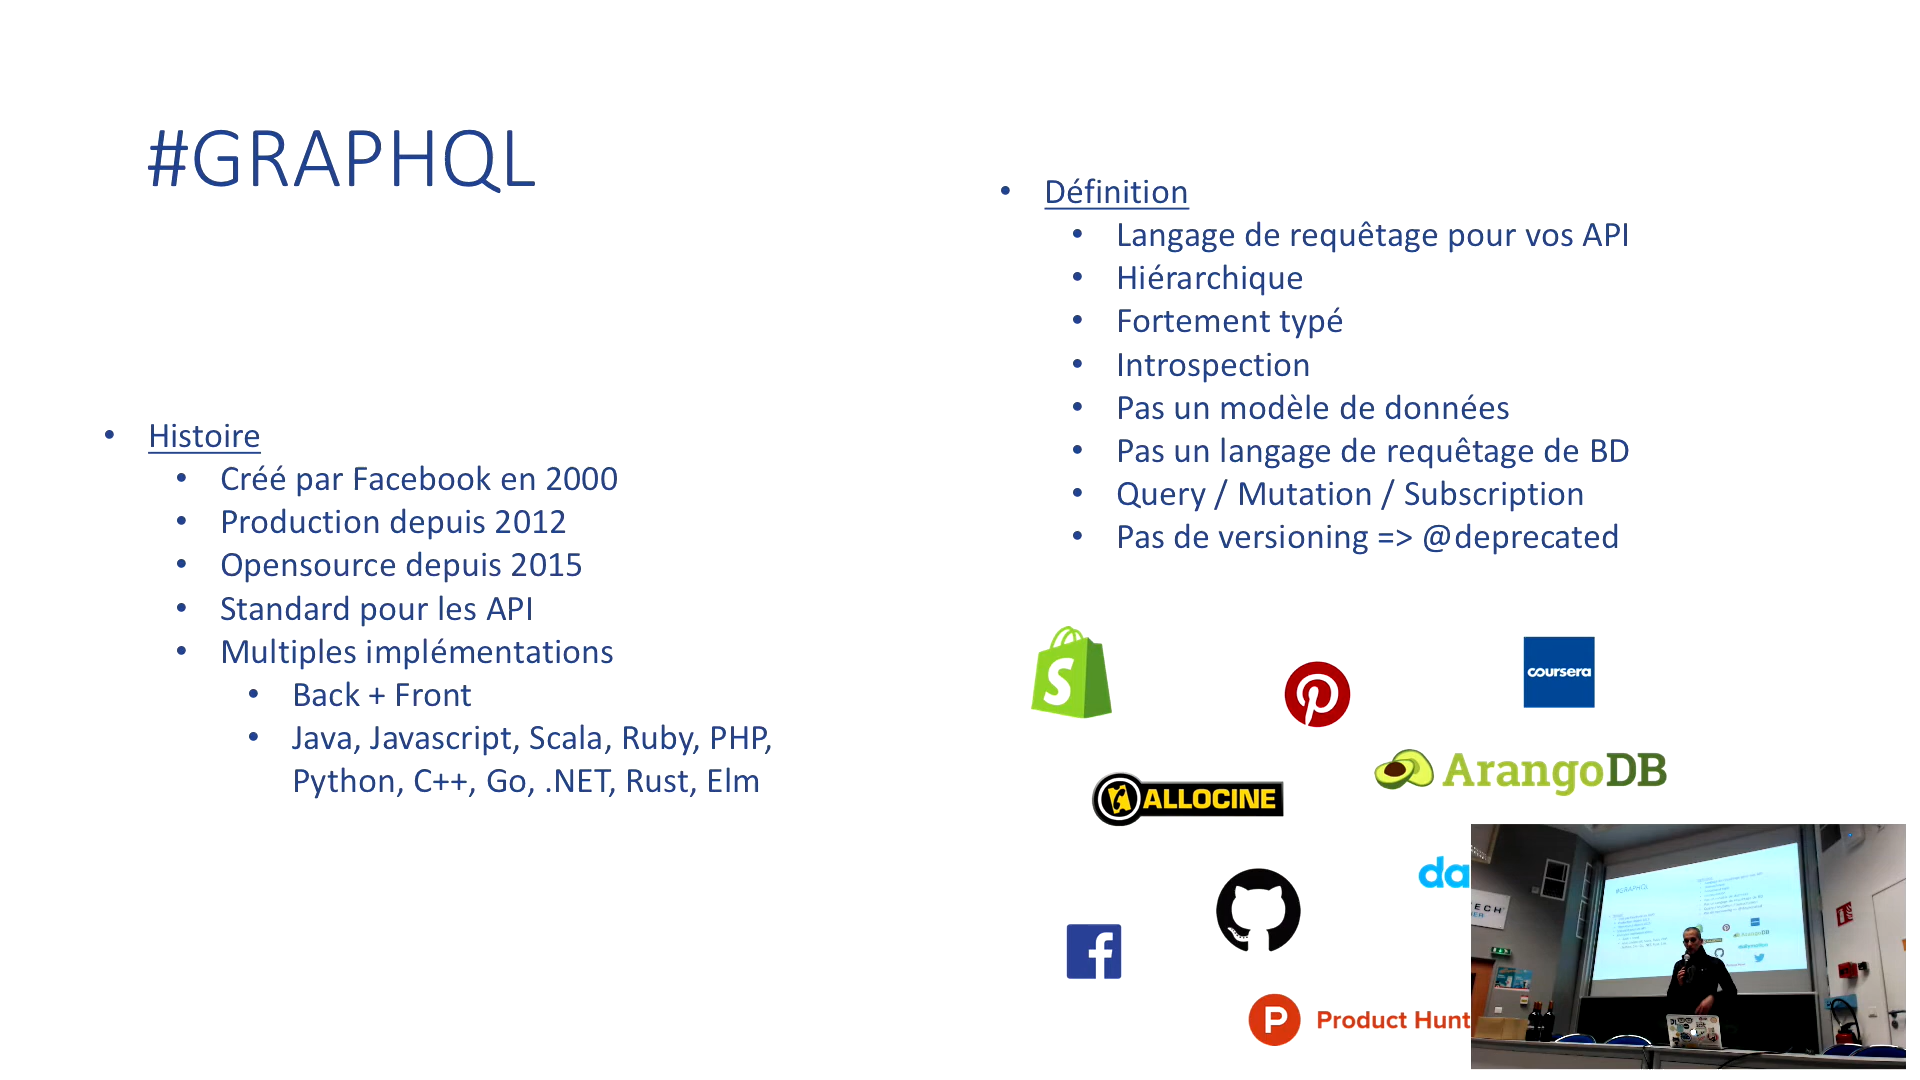 #GRAPHQL
• Histoire
• Créé par Facebook en 2000
• Production depuis 2012
• Opensource depuis 2015
• Standard pour les API
• Multiples implémentations
• Back + Front
• Java, Javascript, Scala, Ruby, PHP,
Python, C++, Go, .NET, Rust, Elm
• Définition
• Langage de requêtage pour vos API
• Hiérarchique
• Fortement typé
• Introspection
• Pas un modèle de données
• Pas un langage de requêtage de BD
• Query / Mutation / Subscription
• Pas de versioning => @deprecated
coursera
ArangoDB
ALLOCINE
da
Product Hunt
#GRAPHQL
ArangoDB